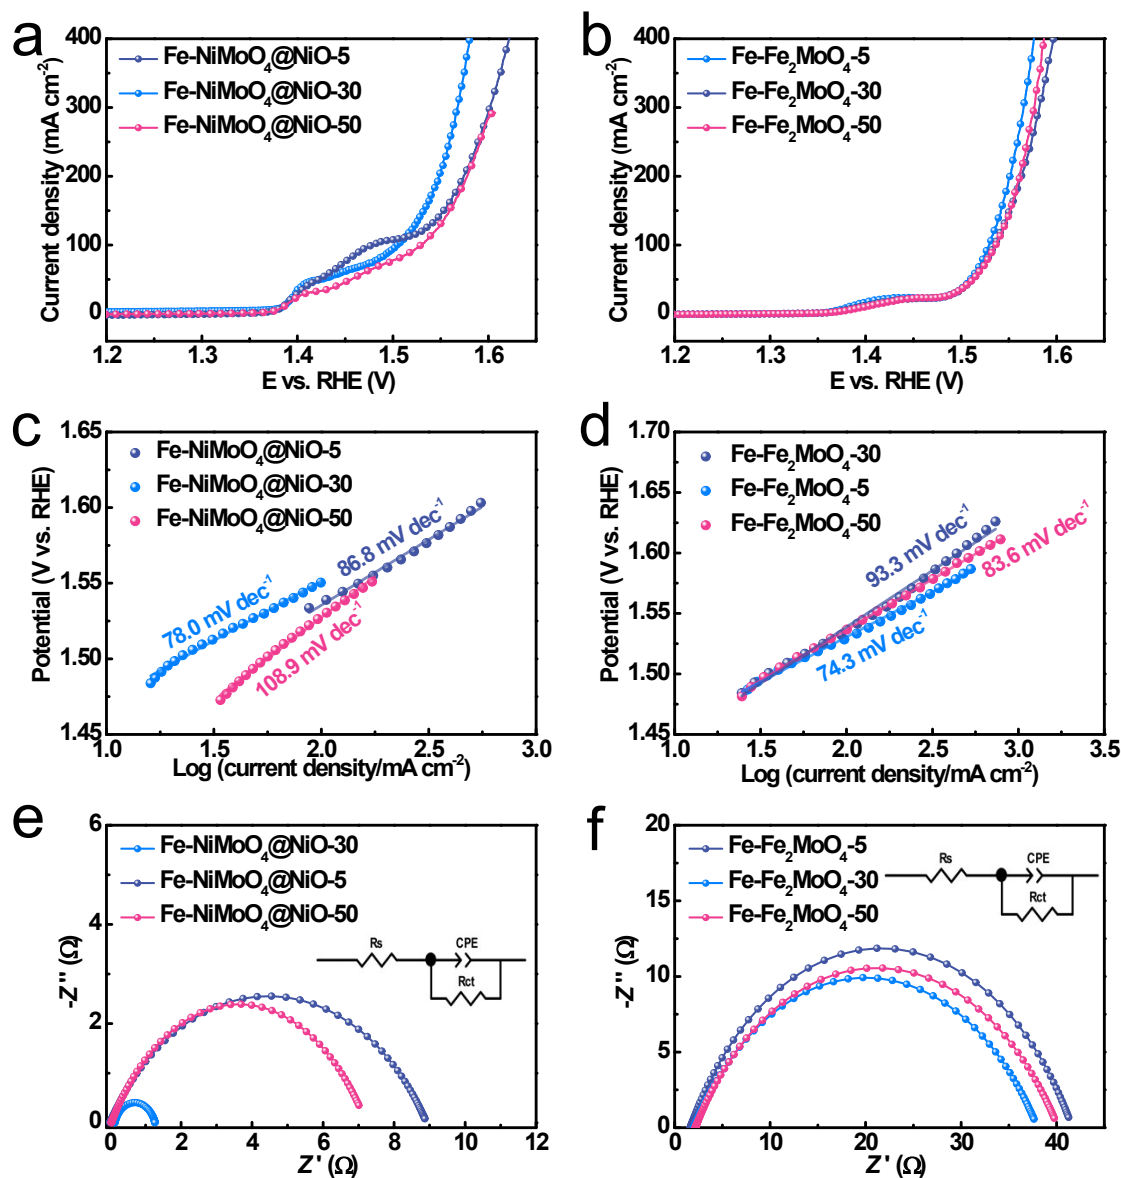 a
400
300
200
100
0
Current density (mA cm⁻²)
Fe-NiMoO₄@NiO-5
Fe-NiMoO₄@NiO-30
Fe-NiMoO₄@NiO-50
1.2 1.3 1.4 1.5 1.6
E vs. RHE (V)
b
400
300
200
100
0
Current density (mA cm⁻²)
Fe-Fe₂MoO₄-5
Fe-Fe₂MoO₄-30
Fe-Fe₂MoO₄-50
1.2 1.3 1.4 1.5 1.6
E vs. RHE (V)
c
1.65
1.60
1.55
1.50
1.45
Potential (V vs. RHE)
Fe-NiMoO₄@NiO-5
Fe-NiMoO₄@NiO-30
Fe-NiMoO₄@NiO-50
86.8 mV dec⁻¹
78.0 mV dec⁻¹
108.9 mV dec⁻¹
1.0 1.5 2.0 2.5 3.0
Log (current density/mA cm⁻²)
d
1.70
1.65
1.60
1.55
1.50
1.45
Potential (V vs. RHE)
Fe-Fe₂MoO₄-30
Fe-Fe₂MoO₄-5
Fe-Fe₂MoO₄-50
93.3 mV dec⁻¹
83.6 mV dec⁻¹
74.3 mV dec⁻¹
1.0 1.5 2.0 2.5 3.0 3.5
Log (current density/mA cm⁻²)
e
6
4
2
0
-Z'' (Ω)
Fe-NiMoO₄@NiO-30
Fe-NiMoO₄@NiO-5
Fe-NiMoO₄@NiO-50
Rs CPE
Rct
0 2 4 6 8 10 12
Z' (Ω)
f
20
15
10
5
0
-Z'' (Ω)
Fe-Fe₂MoO₄-5
Fe-Fe₂MoO₄-30
Fe-Fe₂MoO₄-50
Rs CPE
Rct
0 10 20 30 40
Z' (Ω)